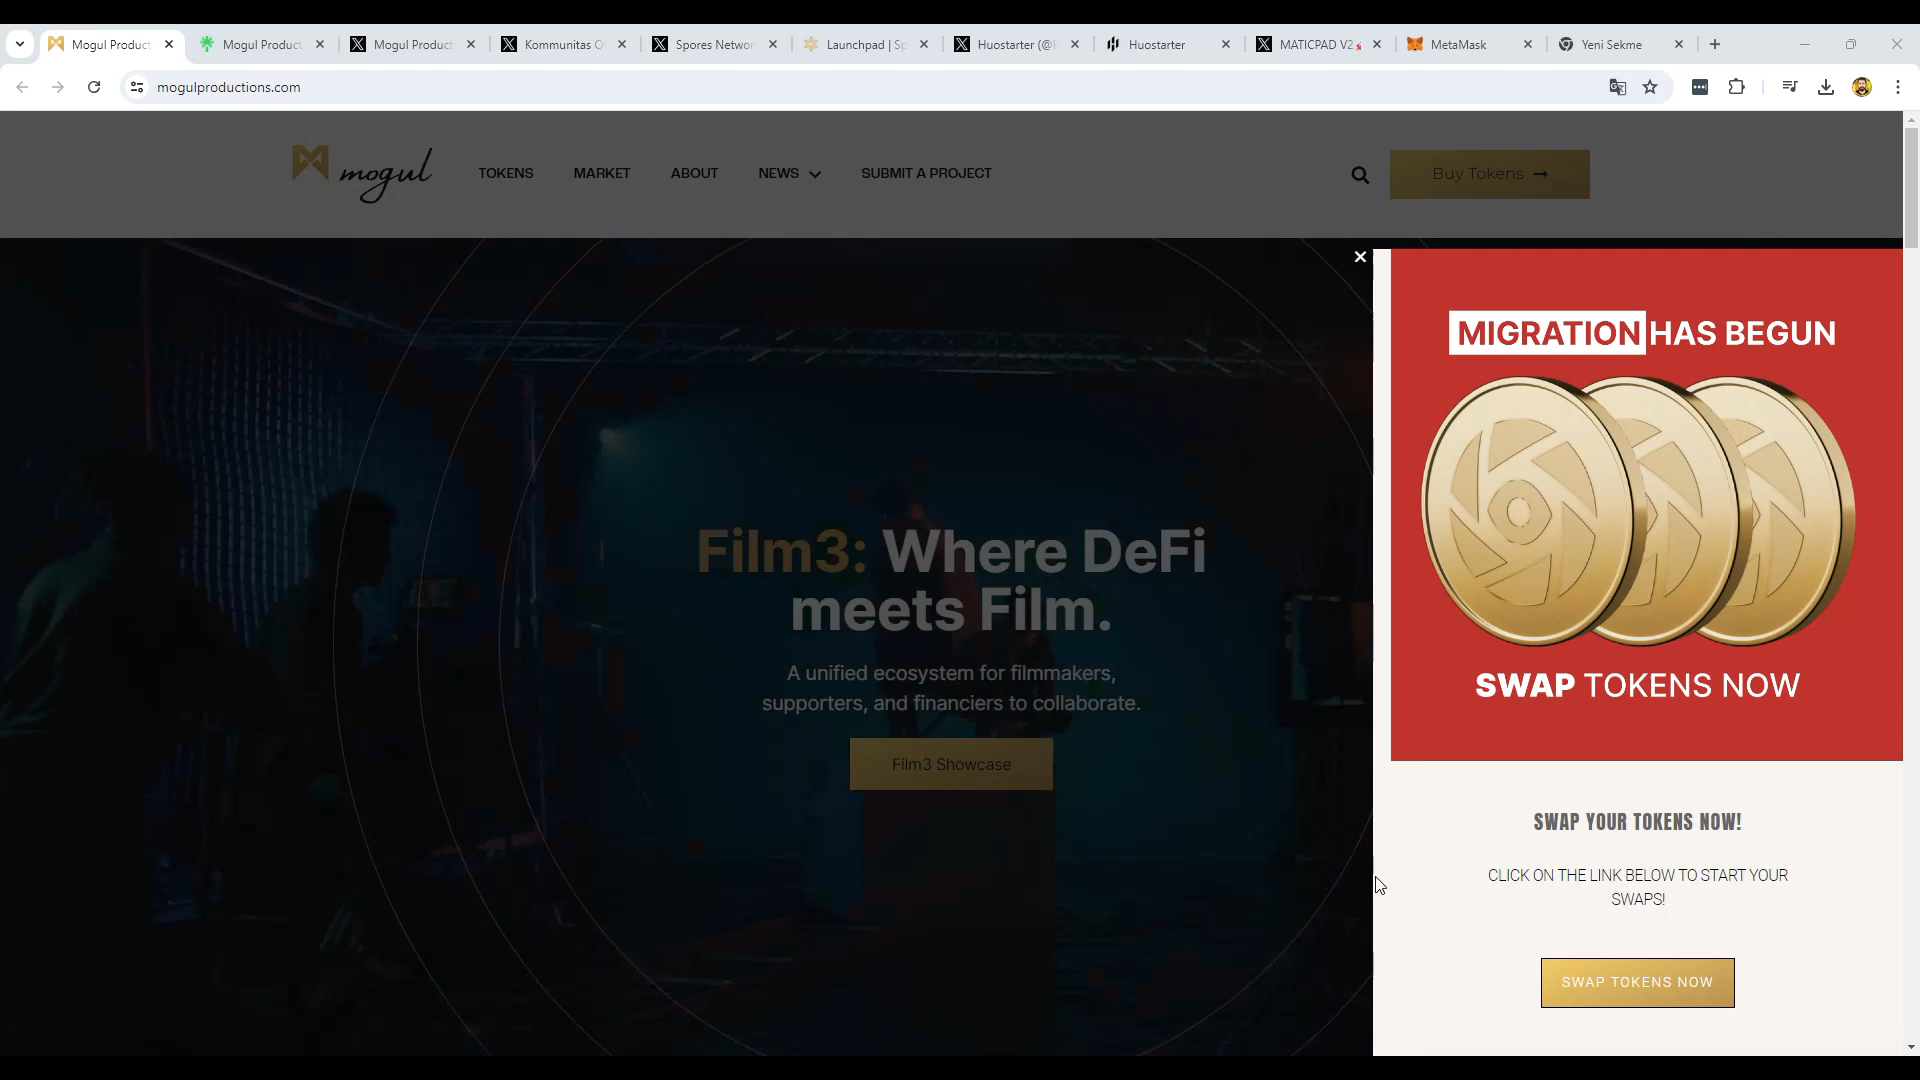 Mogul Product
Mogul Product
Mogul Product
Kommunitas O
Spores Networ
Launchpad | Sp
Huostarter (@H
Huostarter
MATICPAD V2
MetaMask
Yeni Sekme
mogulproductions.com
mogul
TOKENS
MARKET
ABOUT
NEWS
SUBMIT A PROJECT
Buy Tokens →
MIGRATION HAS BEGUN
Film3: Where DeFi
meets Film.
A unified ecosystem for filmmakers,
supporters, and financiers to collaborate.
Film3 Showcase
SWAP TOKENS NOW
SWAP YOUR TOKENS NOW!
CLICK ON THE LINK BELOW TO START YOUR
SWAPS!
SWAP TOKENS NOW